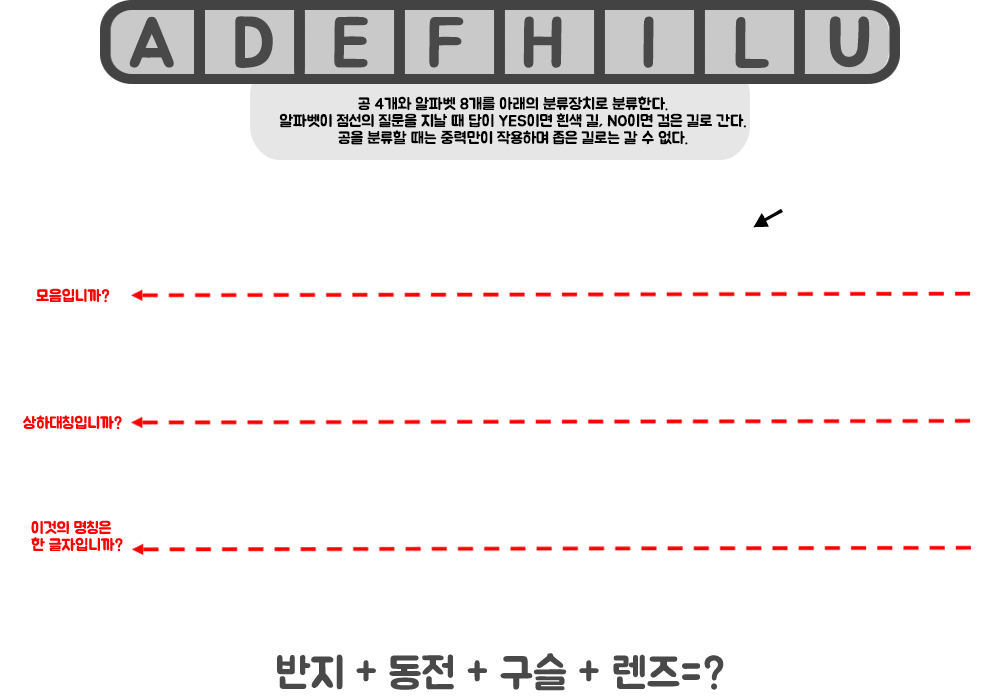 A D E F H I L U
공 4개와 알파벳 8개를 아래의 분류장치로 분류한다.
알파벳이 점선의 질문을 지날 때 답이 YES이면 흰색 길, NO이면 검은 길로 간다.
공을 분류할 때는 중력만이 작용하며 좁은 길로는 갈 수 없다.
모음입니까?
상하대칭입니까?
이것의 명칭은
한 글자입니까?
반지 + 동전 + 구슬 + 렌즈=?